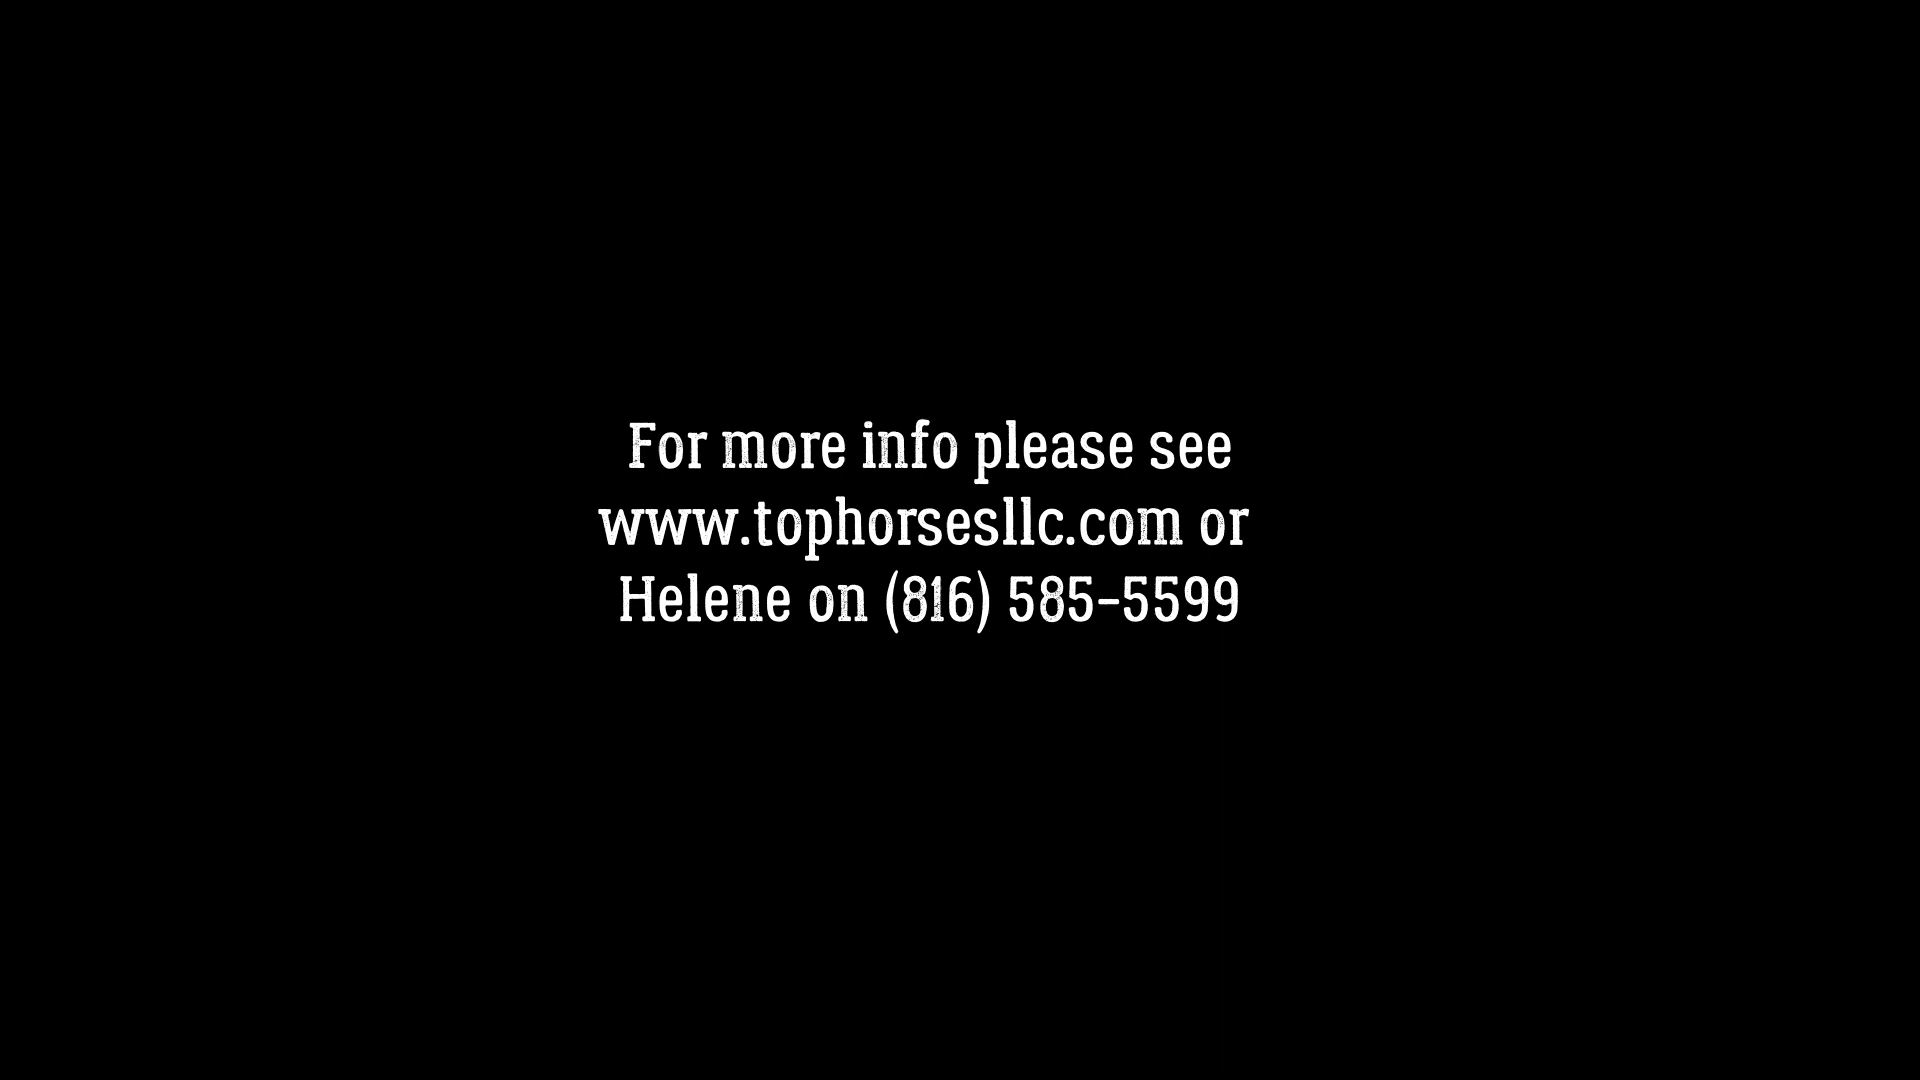 For more info please see
www.tophorsesllc.com or
Helene on (816) 585-5599